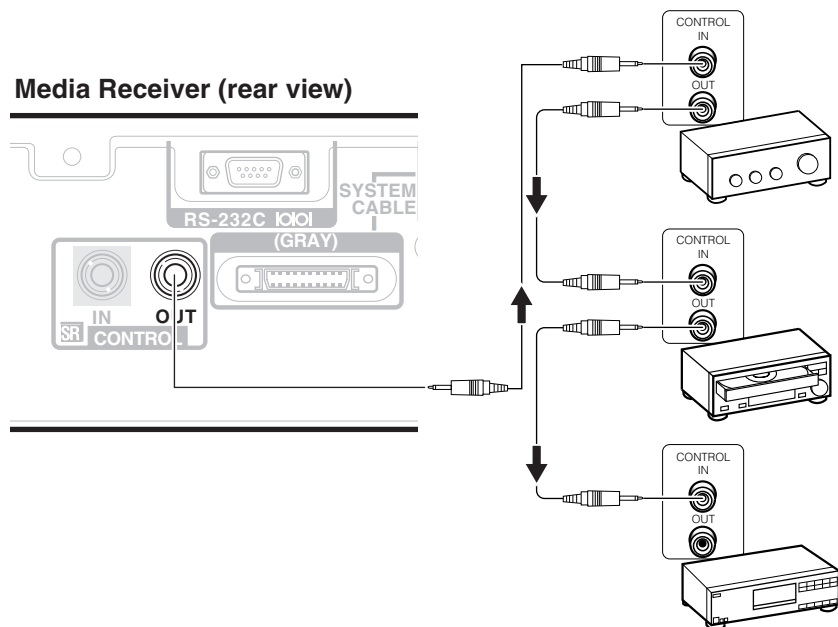 Media Receiver (rear view)
RS-232C
SYSTEM
CABLE
(GRAY)
IN
OUT
SR CONTROL
CONTROL
IN
OUT
CONTROL
IN
OUT
CONTROL
IN
OUT